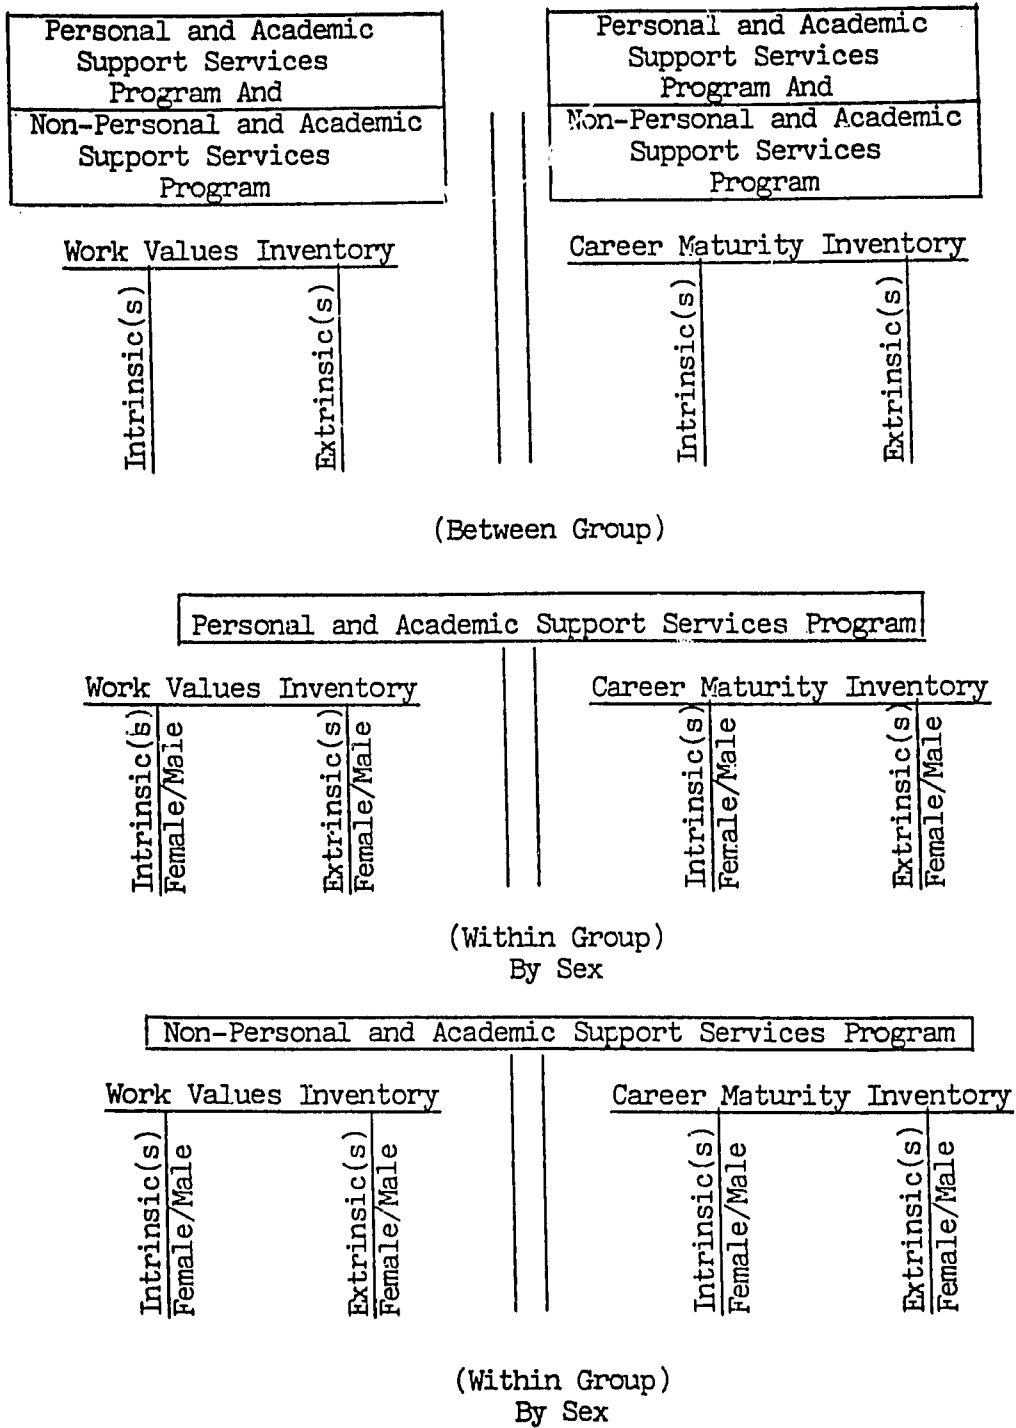 Personal and Academic
Support Services
Program And
Non-Personal and Academic
Support Services
Program
Personal and Academic
Support Services
Program And
Non-Personal and Academic
Support Services
Program
Work Values Inventory
Intrinsic(s)
Extrinsic(s)
Career Maturity Inventory
Intrinsic(s)
Extrinsic(s)
(Between Group)
Personal and Academic Support Services Program
Work Values Inventory
Intrinsic(s)
Female/Male
Extrinsic(s)
Female/Male
Career Maturity Inventory
Intrinsic(s)
Female/Male
Extrinsic(s)
Female/Male
(Within Group)
By Sex
Non-Personal and Academic Support Services Program
Work Values Inventory
Intrinsic(s)
Female/Male
Extrinsic(s)
Female/Male
Career Maturity Inventory
Intrinsic(s)
Female/Male
Extrinsic(s)
Female/Male
(Within Group)
By Sex